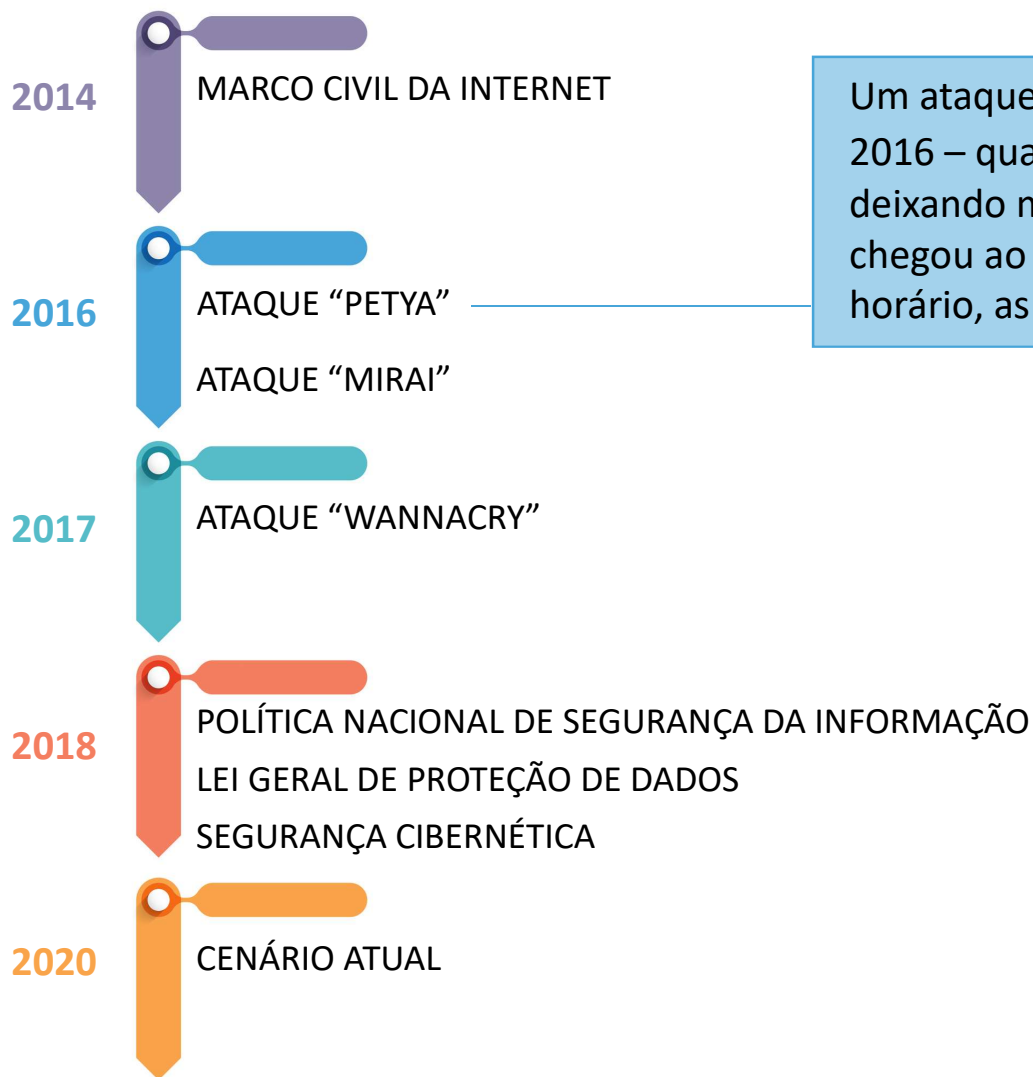 2014
MARCO CIVIL DA INTERNET
2016
ATAQUE “PETYA”
ATAQUE “MIRAI”
Um ataque
2016 – qua
deixando
chegou ao
horário, as
2017
ATAQUE “WANNACRY”
2018
POLÍTICA NACIONAL DE SEGURANÇA DA INFORMAÇÃO
LEI GERAL DE PROTEÇÃO DE DADOS
SEGURANÇA CIBERNÉTICA
2020
CENÁRIO ATUAL